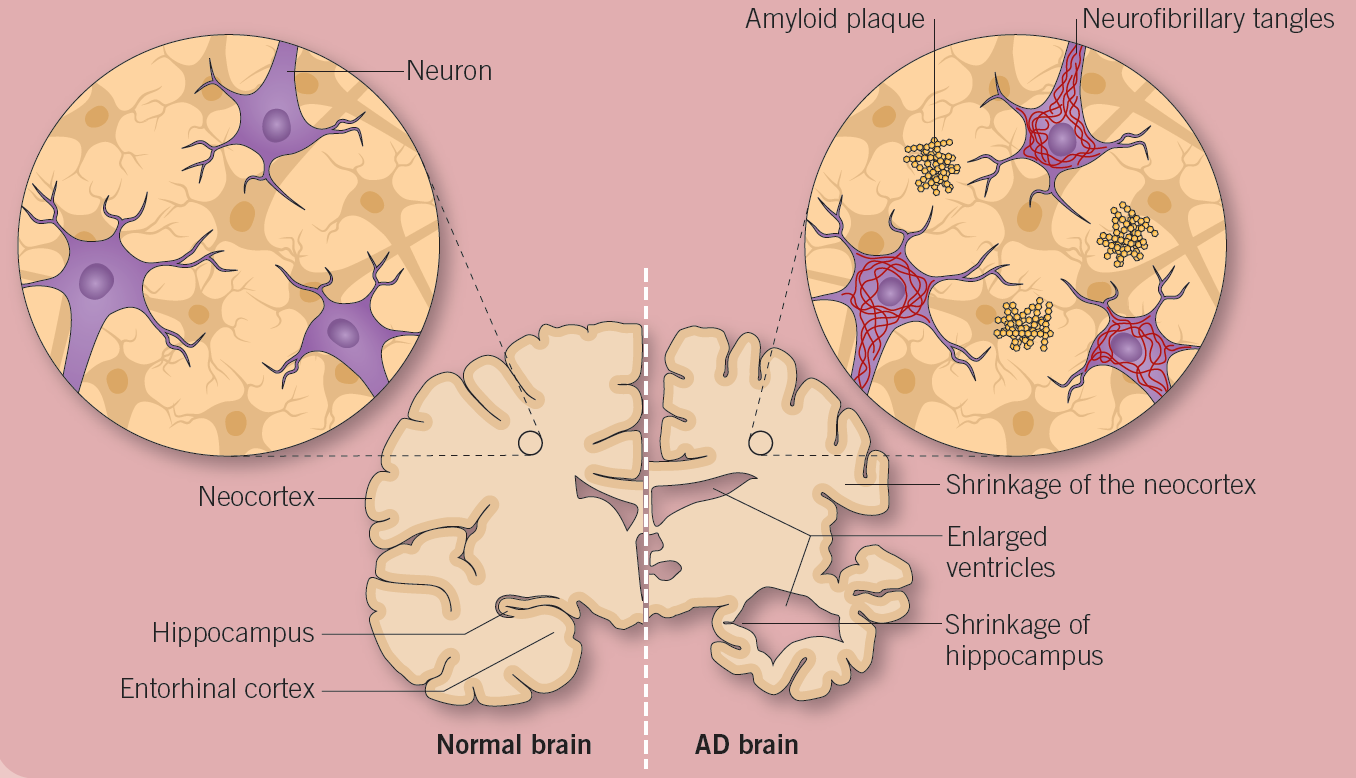 Amyloid plaque
Neurofibrillary tangles
Neuron
Neocortex
Shrinkage of the neocortex
Enlarged
ventricles
Hippocampus
Shrinkage of
hippocampus
Entorhinal cortex
Normal brain
AD brain